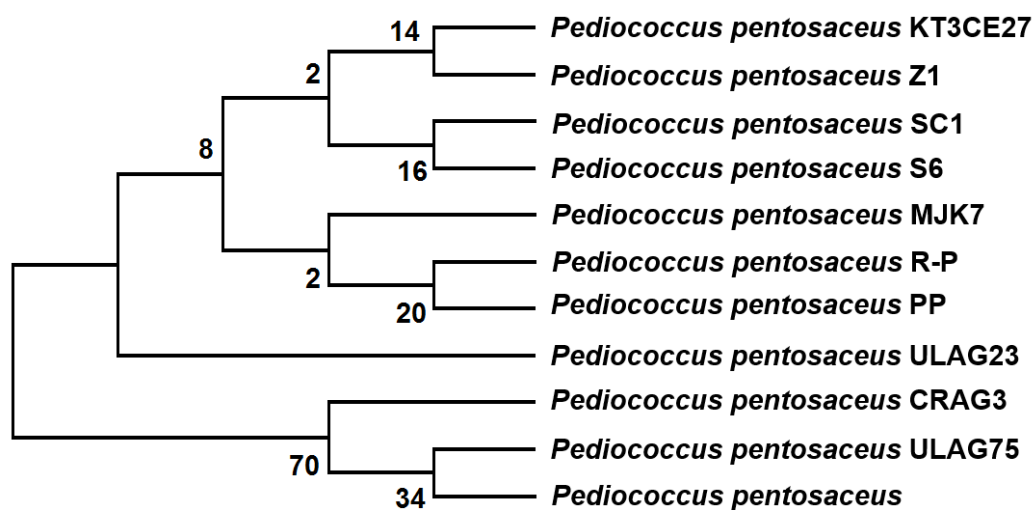 14
Pediococcus pentosaceus KT3CE27
2
Pediococcus pentosaceus Z1
Pediococcus pentosaceus SC1
8
16
Pediococcus pentosaceus S6
Pediococcus pentosaceus MJK7
2
Pediococcus pentosaceus R-P
20
Pediococcus pentosaceus PP
Pediococcus pentosaceus ULAG23
Pediococcus pentosaceus CRAG3
70
Pediococcus pentosaceus ULAG75
34
Pediococcus pentosaceus